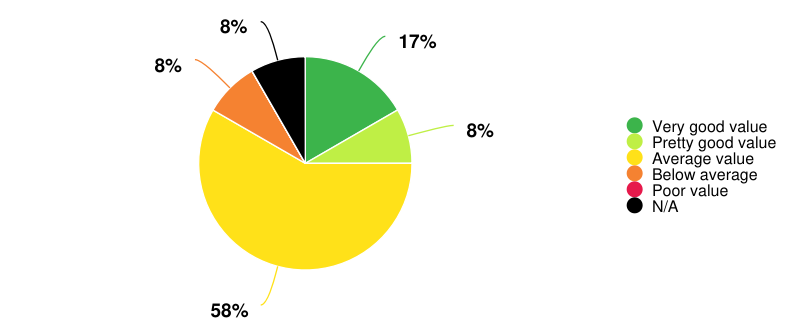 8%
17%
8%
8%
58%
Very good value
Pretty good value
Average value
Below average
Poor value
N/A